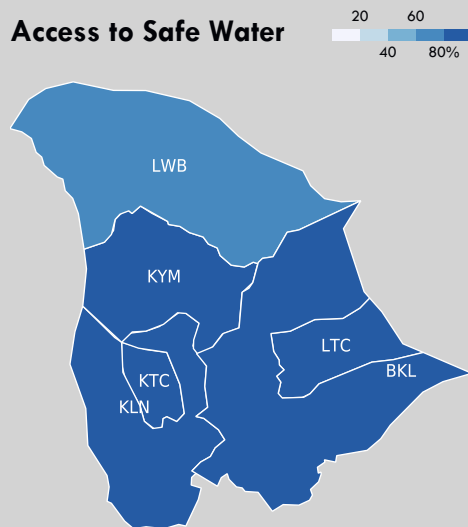 Access to Safe Water
20 60
40 80%
LWB
KYM
LTC
BKL
KTC
KLN